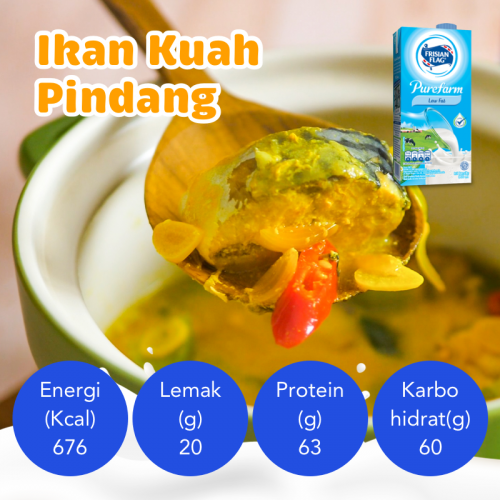 Ikan Kuah
Pindang
FRISIAN
FLAG
Purefarm
Low Fat
Energi
(Kcal)
676
Lemak
(g)
20
Protein
(g)
63
Karbo
hidrat(g)
60